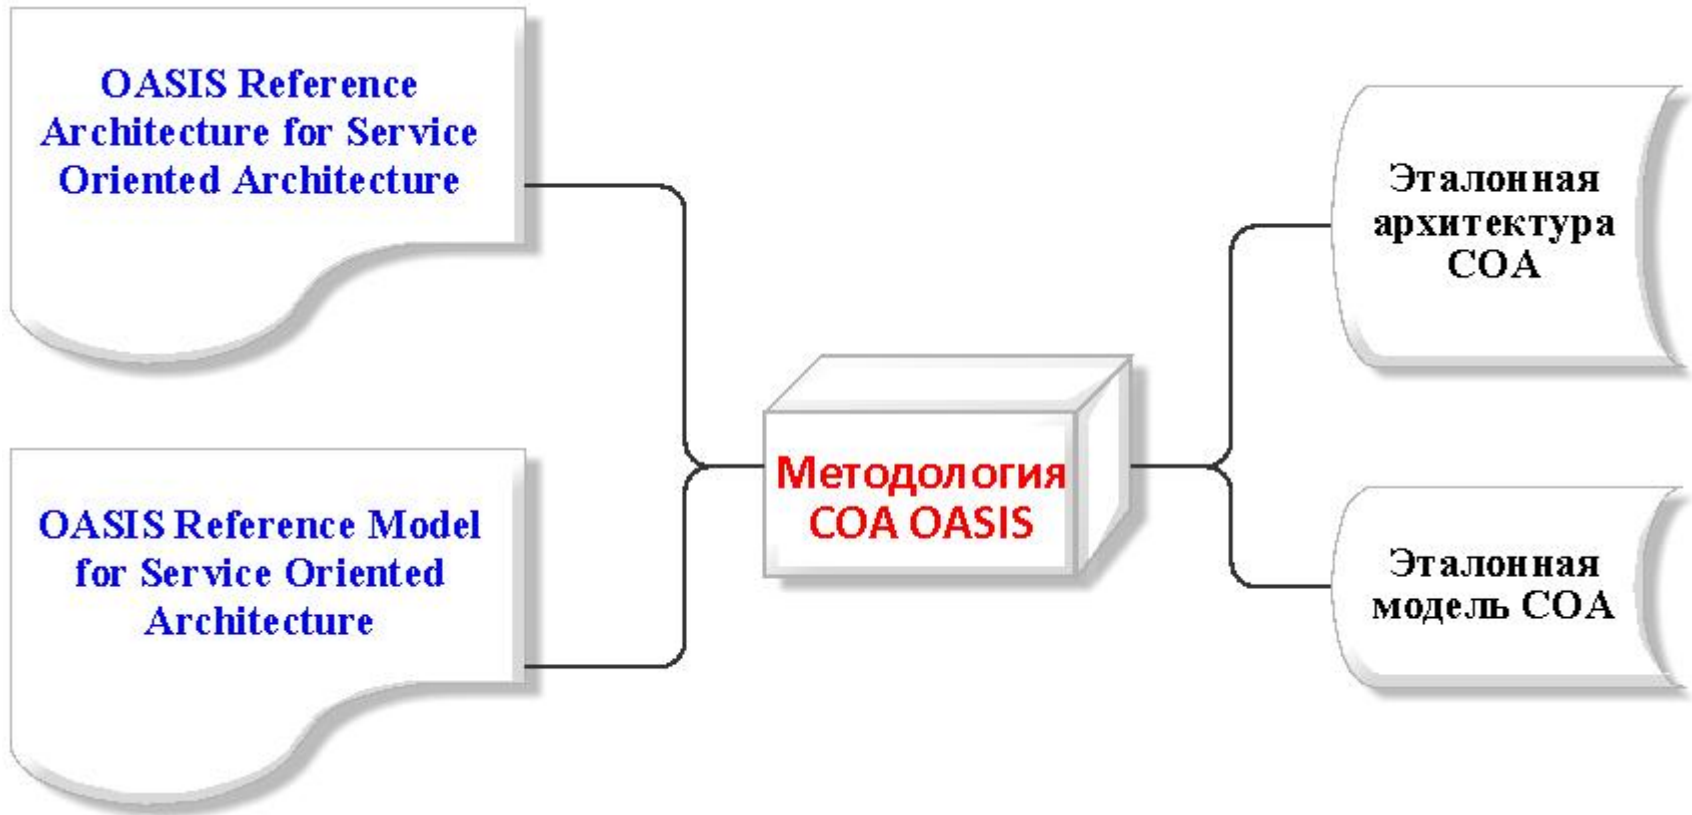 OASIS Reference
Architecture for Service
Oriented Architecture
OASIS Reference Model
for Service Oriented
Architecture
Методология
СОА OASIS
Эталонная
архитектура
СОА
Эталонная
модель СОА